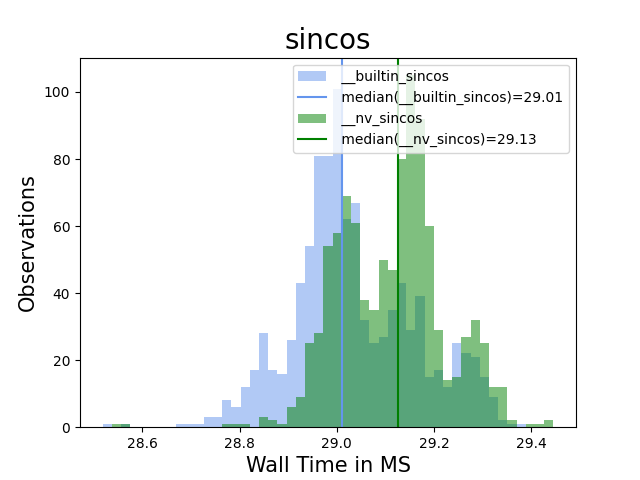 sincos
__builtin_sincos
median(__builtin_sincos)=29.01
__nv_sincos
median(__nv_sincos)=29.13
100
80
60
40
20
0
Observations
28.6 28.8 29.0 29.2 29.4
Wall Time in MS